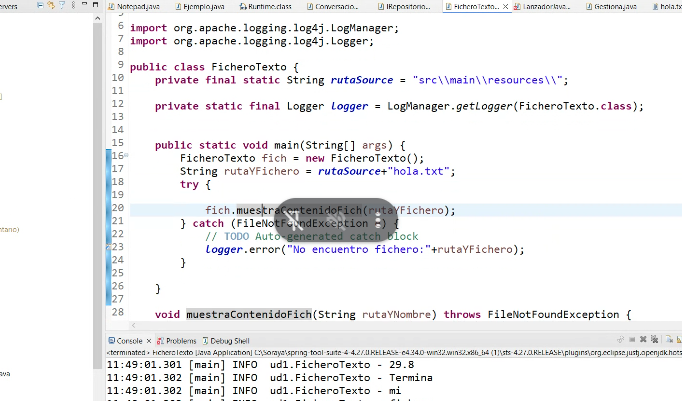 ervers
Notepad.java Ejemplo.java Runtime.class Conversacio... IRepositorio... FicheroTexto... Lanzador.lava... Gestiona.java hola.tx
5
6 import org.apache.logging.log4j.LogManager;
7 import org.apache.logging.log4j.Logger;
8
9 public class FicheroTexto {
10 private final static String rutaSource = "src\\main\\resources\\";
11
12 private static final Logger logger = LogManager.getLogger(FicheroTexto.class);
13
14
15 public static void main(String[] args) {
16 FicheroTexto fich = new FicheroTexto();
17 String rutaYFichero = rutaSource+"hola.txt";
18 try {
19
20 fich.muestraContenidoFich(rutaYFichero);
21 } catch (FileNotFoundException e) {
22 // TODO Auto-generated catch block
23 logger.error("No encuentro fichero:"+rutaYFichero);
24 }
25
26 }
27
28 void muestraContenidoFich(String rutaYNombre) throws FileNotFoundException {
ntario)
ava
Console Problems Debug Shell
<terminated> FicheroTexto [Java Application] C:\Soraya\spring-tool-suite-4-4.27.0.RELEASE-e4.34.0-win32.win32.x86_64 (1)\sts-4.27.0.RELEASE\plugins\org.eclipse.justj.openjdk.hots
11:49:01.301 [main] INFO ud1.FicheroTexto - 29.8
11:49:01.302 [main] INFO ud1.FicheroTexto - Termina
11:49:01.302 [main] INFO ud1.FicheroTexto - mi